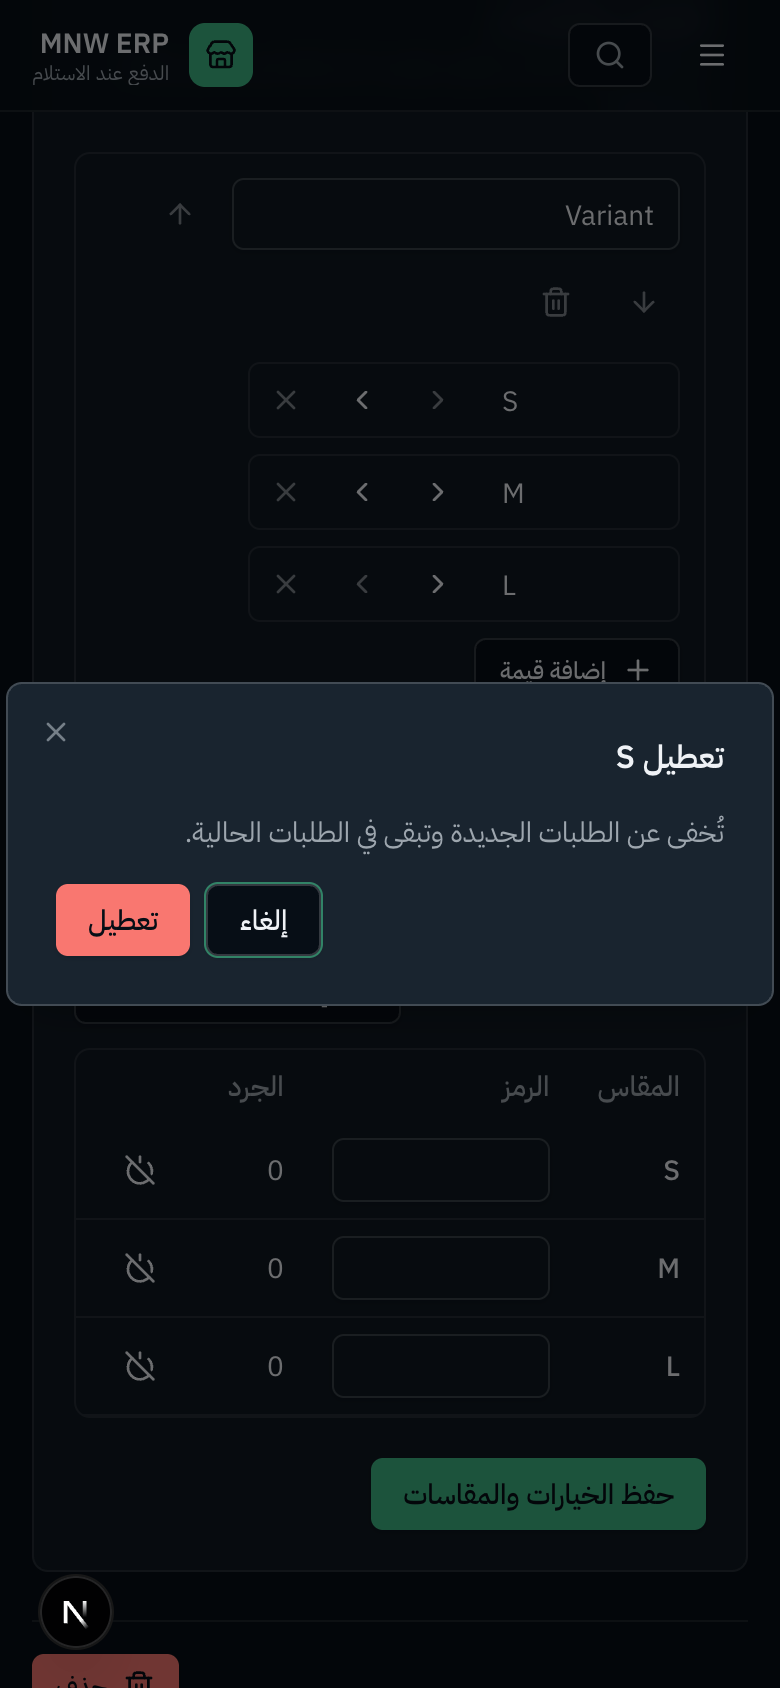 MNW ERP
الدفع عند الاستلام
Variant
S
M
L
إضافة قيمة
تعطيل S
تُخفى عن الطلبات الجديدة وتبقى في الطلبات الحالية.
إلغاء
تعطيل
المقاس الرمز الجرد
S 0
M 0
L 0
حفظ الخيارات والمقاسات
N
حذف